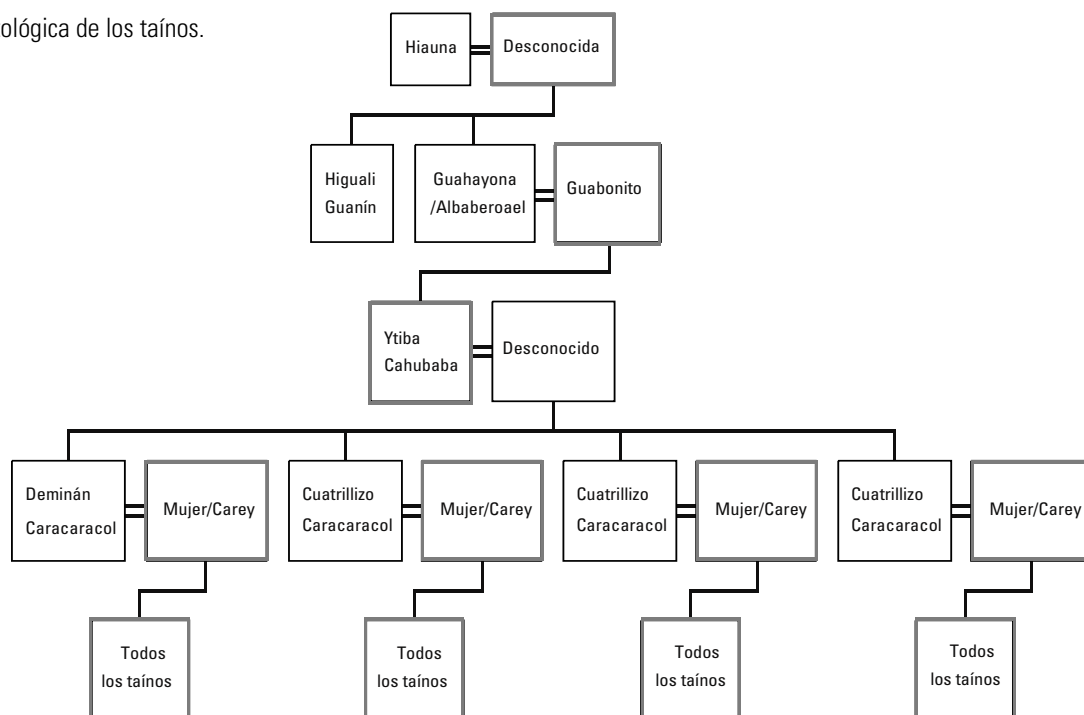 ológica de los taínos.
Hiauna
Desconocida
Higuali
Guanín
Guahayona
/Albaberoael
Guabonito
Ytiba
Cahubaba
Desconocido
Deminán
Caracaracol
Mujer/Carey
Cuatrillizo
Caracaracol
Mujer/Carey
Cuatrillizo
Caracaracol
Mujer/Carey
Cuatrillizo
Caracaracol
Mujer/Carey
Todos
los taínos
Todos
los taínos
Todos
los taínos
Todos
los taínos